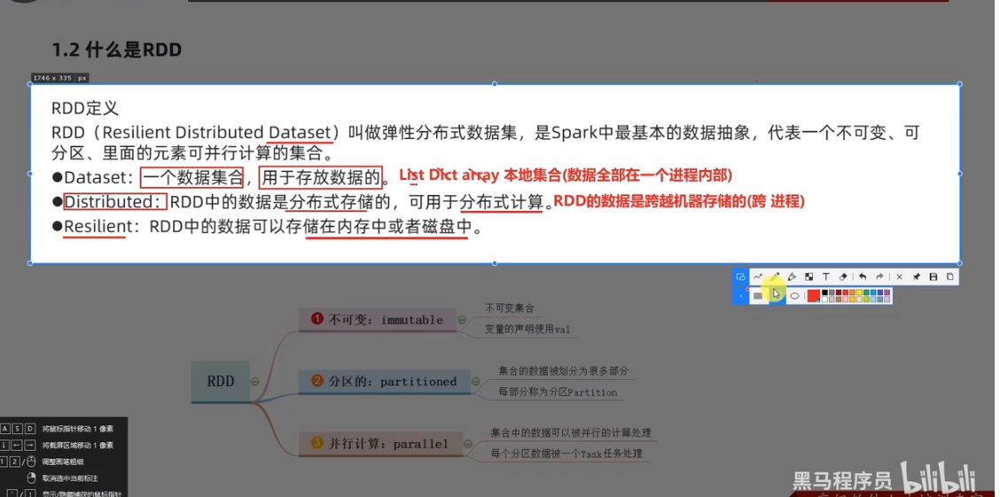 1.2 什么是RDD
1746 x 335 px
RDD定义
RDD（Resilient Distributed Dataset）叫做弹性分布式数据集，是Spark中最基本的数据抽象，代表一个不可变、可
分区、里面的元素可并行计算的集合。
●Dataset：一个数据集合，用于存放数据的。List Dict array 本地集合(数据全部在一个进程内部)
●Distributed：RDD中的数据是分布式存储的，可用于分布式计算。RDD的数据是跨越机器存储的(跨 进程)
●Resilient：RDD中的数据可以存储在内存中或者磁盘中。
RDD
1 不可变：immutable
不可变集合
变量的声明使用val
2 分区的：partitioned
集合的数据被划分为很多部分
每部分称为分区Partition
3 并行计算：parallel
集合中的数据可以被并行的计算处理
每个分区数据被一个Task任务处理
A S D 将鼠标指针移动 1 像素
↓ ← → 将截屏区域移动 1 像素
1 2 / 调整画笔粗细
取消选中当前标注
显示/隐藏捕获的鼠标指针
黑马程序员 bilibili